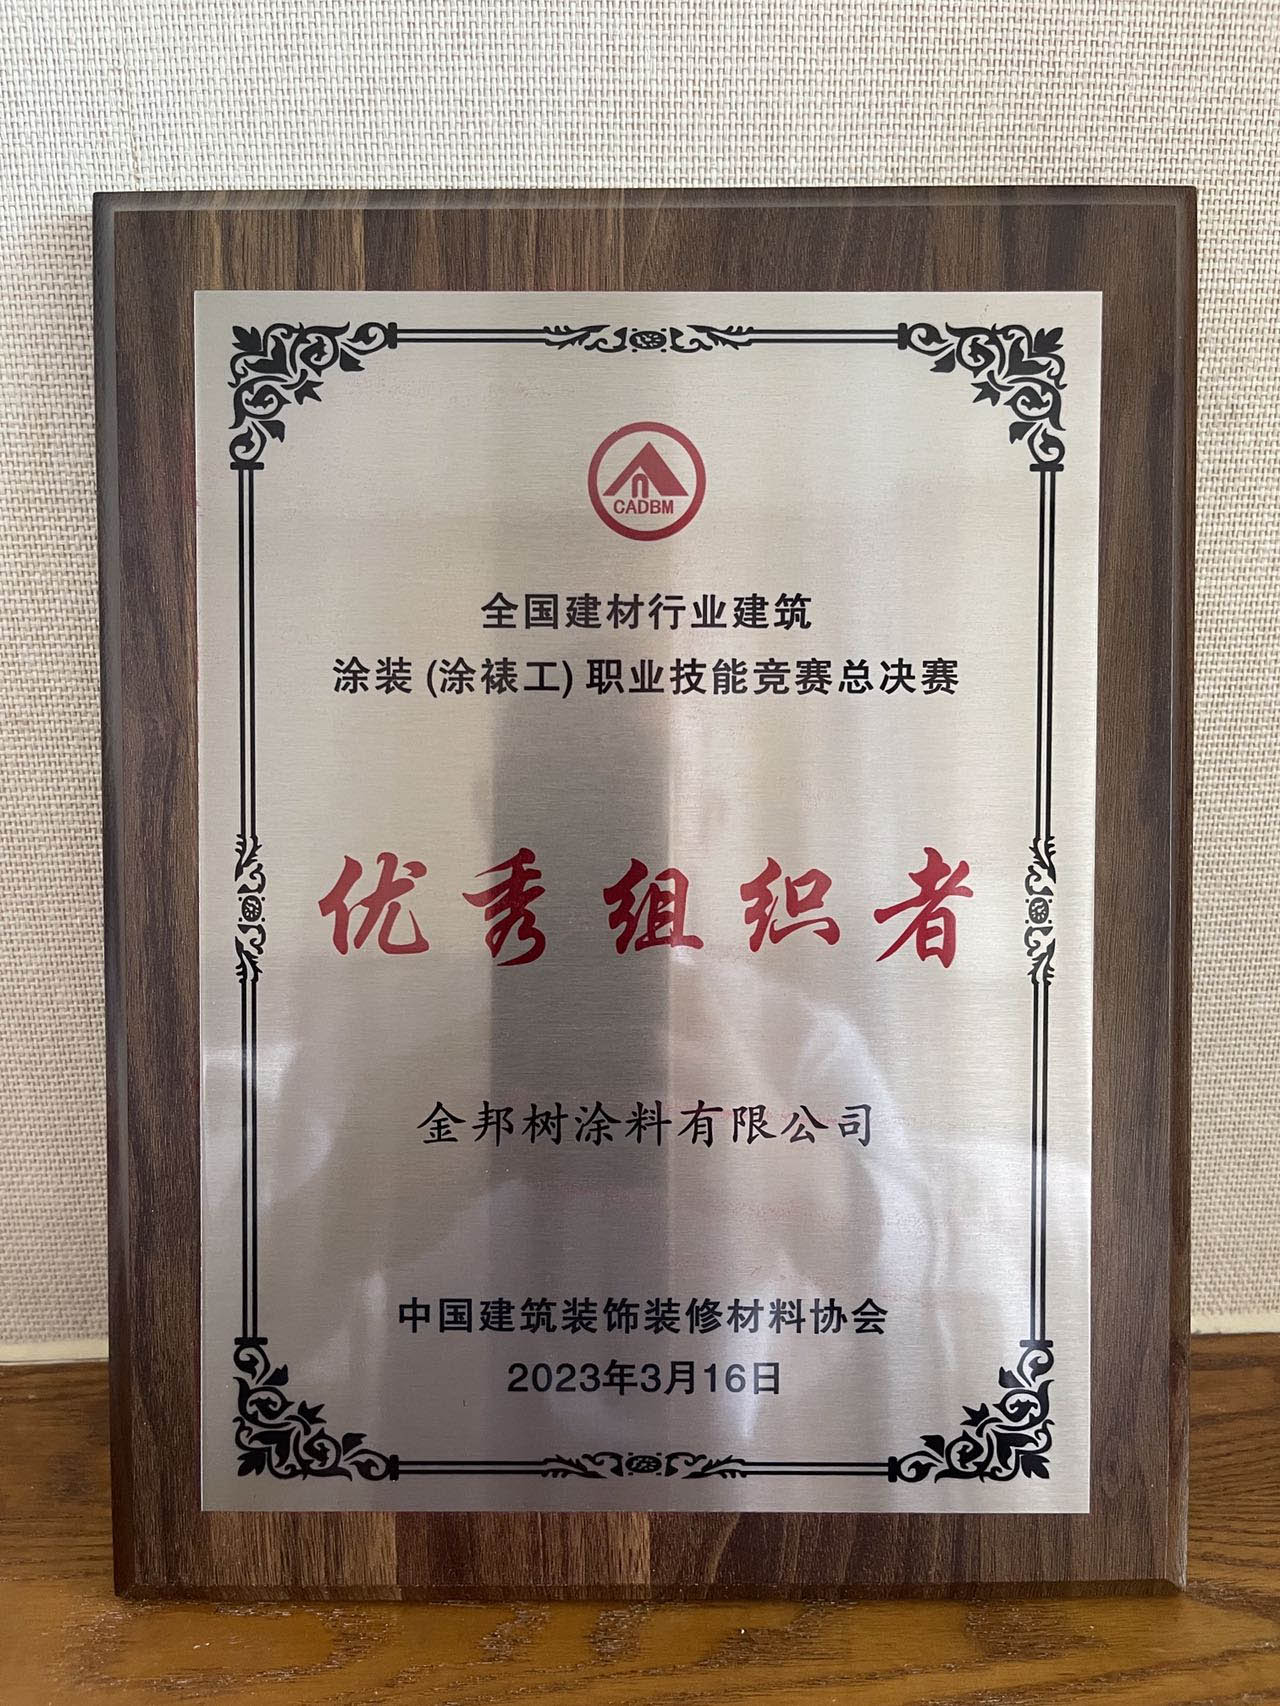 CADBM
全国建材行业建筑
涂装(涂裱工)职业技能竞赛总决赛
优秀组织者
金邦树涂料有限公司
中国建筑装饰装修材料协会
2023年3月16日